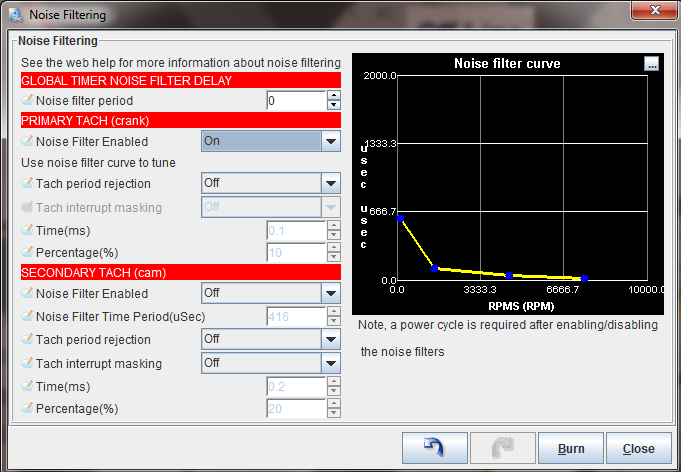 Noise Filtering
Noise Filtering
See the web help for more information about noise filtering
GLOBAL TIMER NOISE FILTER DELAY
Noise filter period 0
PRIMARY TACH (crank)
Noise Filter Enabled On
Use noise filter curve to tune
Tach period rejection Off
Tach interrupt masking Off
Time(ms) 0.1
Percentage(%) 10
SECONDARY TACH (cam)
Noise Filter Enabled Off
Noise Filter Time Period(uSec) 416
Tach period rejection Off
Tach interrupt masking Off
Time(ms) 0.2
Percentage(%) 20
Noise filter curve
...
2000.0
1333.3
666.7
0.0
usec usec
0.0 3333.3 6666.7 10000.0
RPMS (RPM)
Note, a power cycle is required after enabling/disabling
the noise filters
Burn
Close